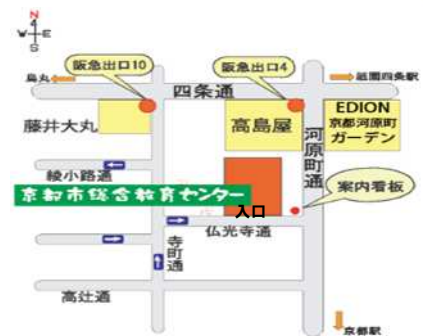 N
W E
S
阪急出口10
阪急出口4
烏丸
四条通
祇園四条駅
藤井大丸
高島屋
EDION
京都河原町
ガーデン
河原町通
綾小路通
京都市総合教育センター
入口
案内看板
仏光寺通
寺町通
高辻通
京都駅